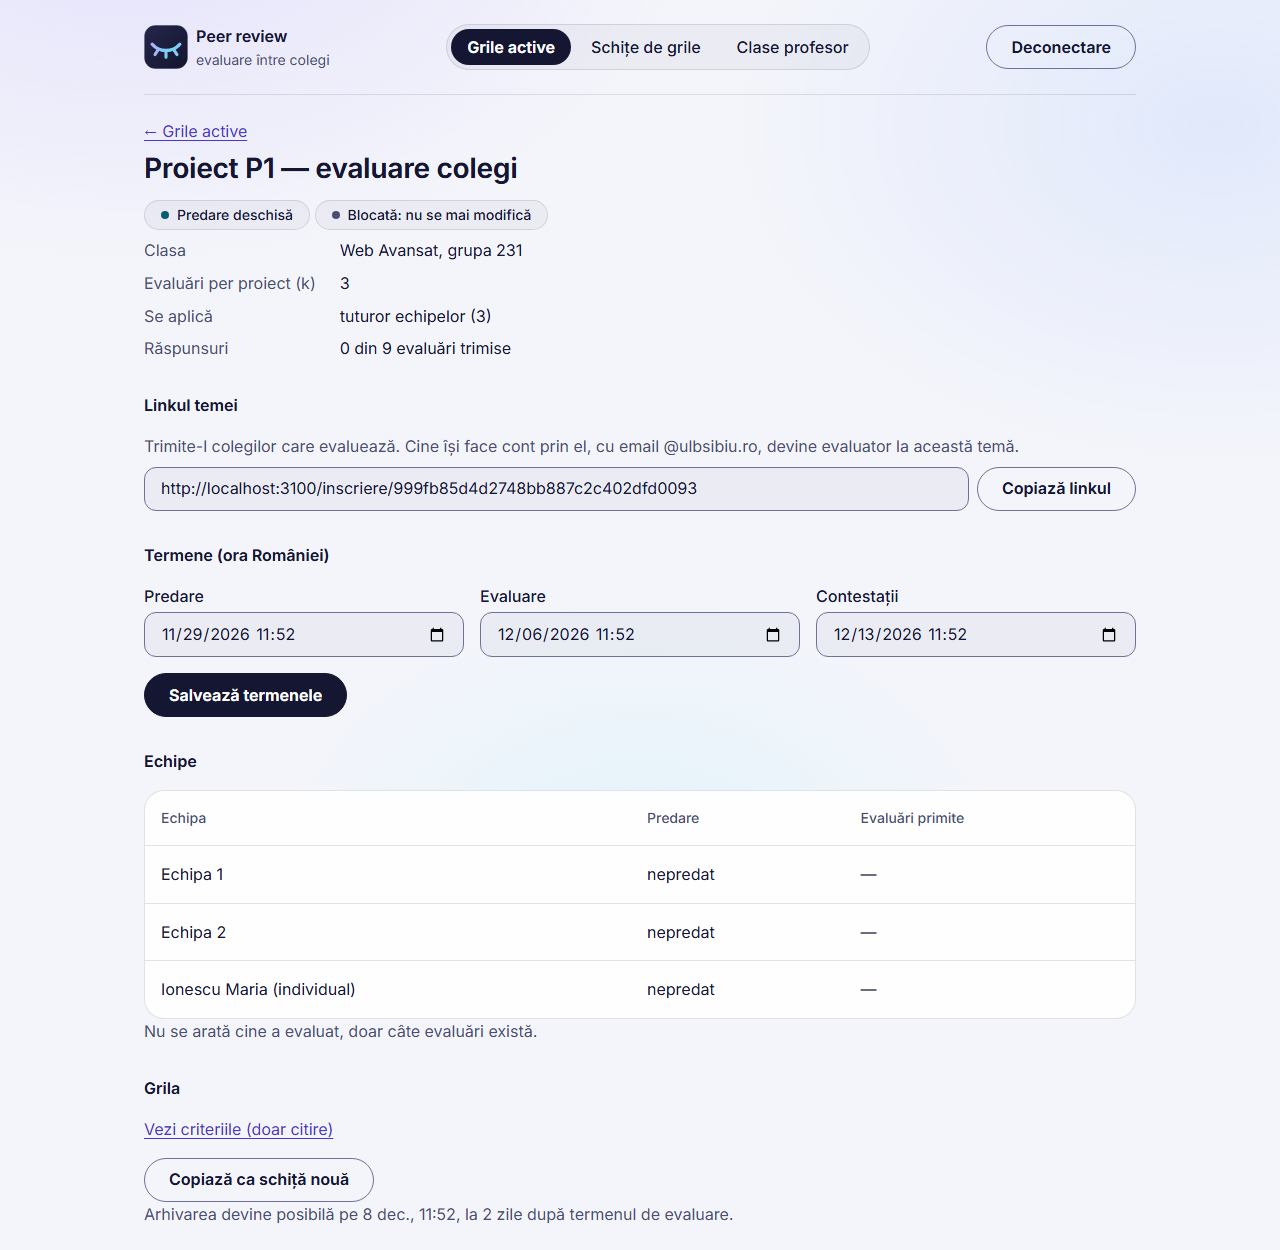 Peer review
evaluare între colegi
Grile active
Schițe de grile
Clase profesor
Deconectare
← Grile active
Proiect P1 — evaluare colegi
Predare deschisă
Blocată: nu se mai modifică
Clasa Web Avansat, grupa 231
Evaluări per proiect (k) 3
Se aplică tuturor echipelor (3)
Răspunsuri 0 din 9 evaluări trimise
Linkul temei
Trimite-l colegilor care evaluează. Cine își face cont prin el, cu email @ulbsibiu.ro, devine evaluator la această temă.
http://localhost:3100/inscriere/999fb85d4d2748bb887c2c402dfd0093
Copiază linkul
Termene (ora României)
Predare Evaluare Contestații
11/29/2026 11:52 12/06/2026 11:52 12/13/2026 11:52
Salvează termenele
Echipe
Echipa Predare Evaluări primite
Echipa 1 nepredat —
Echipa 2 nepredat —
Ionescu Maria (individual) nepredat —
Nu se arată cine a evaluat, doar câte evaluări există.
Grila
Vezi criteriile (doar citire)
Copiază ca schiță nouă
Arhivarea devine posibilă pe 8 dec., 11:52, la 2 zile după termenul de evaluare.